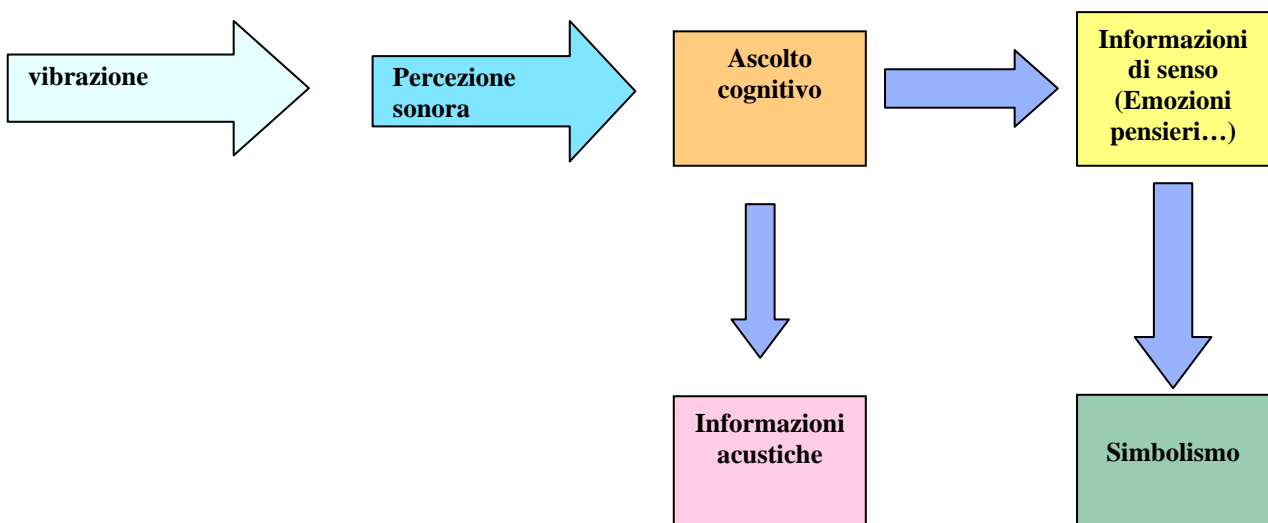 vibrazione
Percezione
sonora
Ascolto
cognitivo
Informazioni
di senso
(Emozioni
pensieri…)
Informazioni
acustiche
Simbolismo